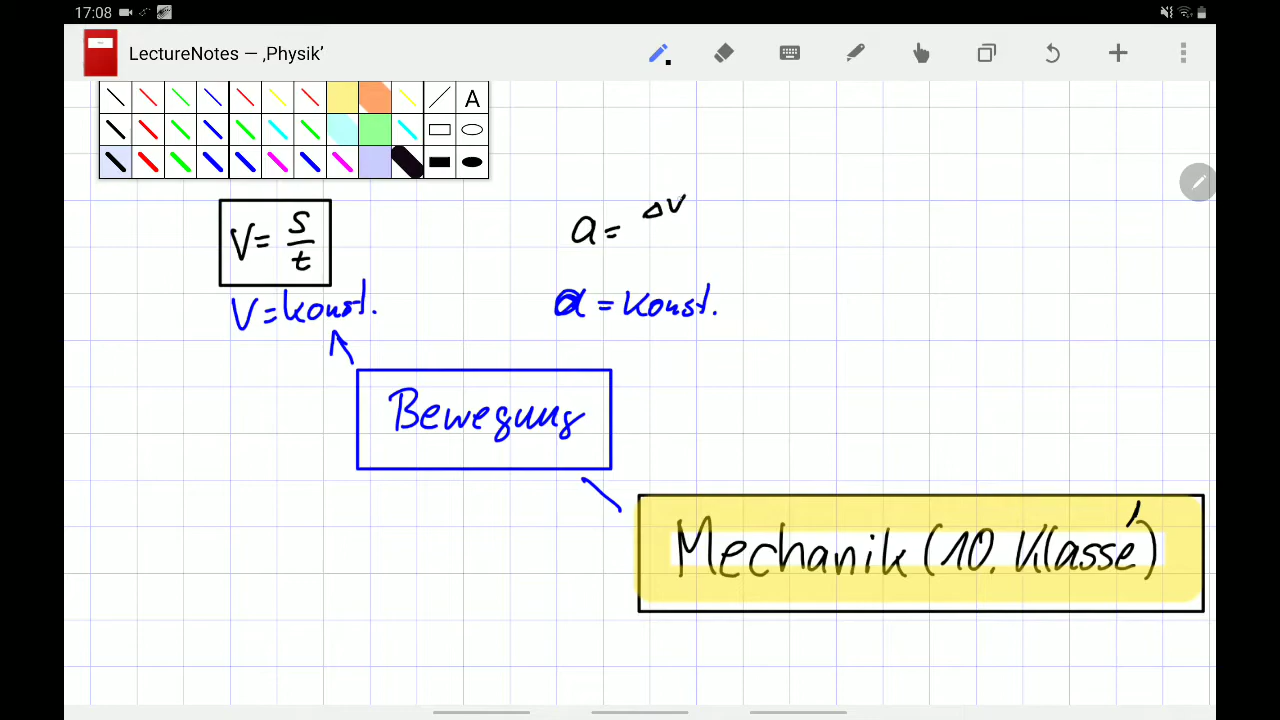 17:08
LectureNotes — ‚Physik‘
A
V = s/t
a = ΔV
V = konst.
a = konst.
Bewegung
Mechanik (10. Klasse)